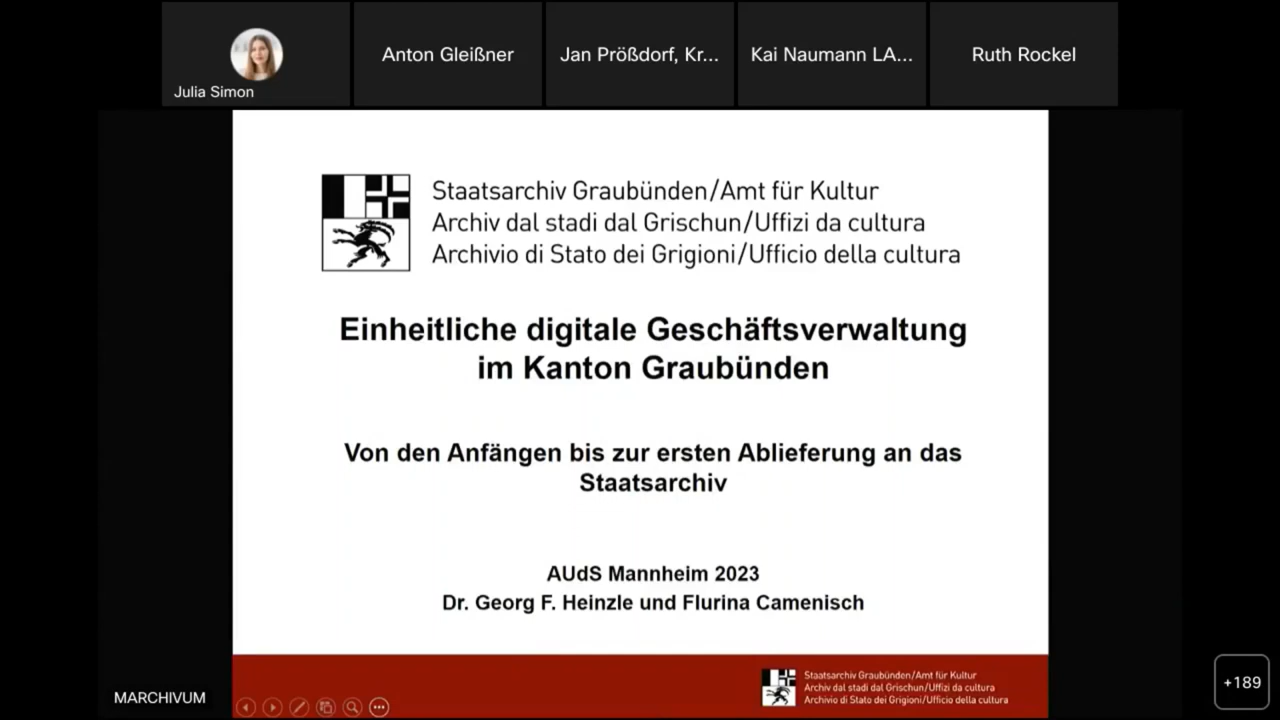 Julia Simon
Anton Gleißner
Jan Prößdorf, Kr...
Kai Naumann LA...
Ruth Rockel
Staatsarchiv Graubünden/Amt für Kultur
Archiv dal stadi dal Grischun/Uffizi da cultura
Archivio di Stato dei Grigioni/Ufficio della cultura
Einheitliche digitale Geschäftsverwaltung
im Kanton Graubünden
Von den Anfängen bis zur ersten Ablieferung an das
Staatsarchiv
AUdS Mannheim 2023
Dr. Georg F. Heinzle und Flurina Camenisch
Staatsarchiv Graubünden/Amt für Kultur
Archiv dal stadi dal Grischun/Uffizi da cultura
Archivio di Stato dei Grigioni/Ufficio della cultura
MARCHIVUM
+189